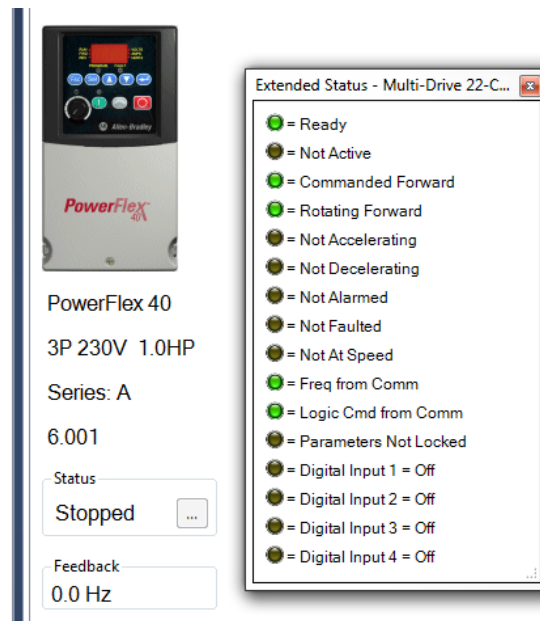 Allen-Bradley
PowerFlex
40
PowerFlex 40
3P 230V 1.0HP
Series: A
6.001
Status
Stopped
...
Feedback
0.0 Hz
Extended Status - Multi-Drive 22-C...
= Ready
= Not Active
= Commanded Forward
= Rotating Forward
= Not Accelerating
= Not Decelerating
= Not Alarmed
= Not Faulted
= Not At Speed
= Freq from Comm
= Logic Cmd from Comm
= Parameters Not Locked
= Digital Input 1 = Off
= Digital Input 2 = Off
= Digital Input 3 = Off
= Digital Input 4 = Off